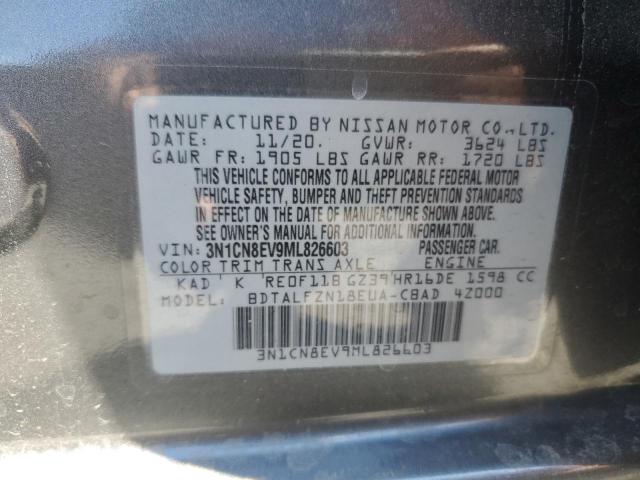 MANUFACTURED BY NISSAN MOTOR CO.,LTD.
DATE: 11/20. GVWR: 3624 LBS
GAWR FR: 1905 LBS GAWR RR: 1720 LBS
THIS VEHICLE CONFORMS TO ALL APPLICABLE FEDERAL MOTOR
VEHICLE SAFETY, BUMPER AND THEFT PREVENTION STANDARDS
IN EFFECT ON THE DATE OF MANUFACTURE SHOWN ABOVE.
SEE OWNER'S MANUAL FOR ADDITIONAL INFORMATION.
VIN: 3N1CN8EV9ML826603 PASSENGER CAR.
COLOR TRIM TRANS AXLE ENGINE
KAD K RE0F11B GZ39 HR16DE 1598 CC
MODEL: BDTALFZN18EUA-C8AD 4Z000
3N1CN8EV9ML826603